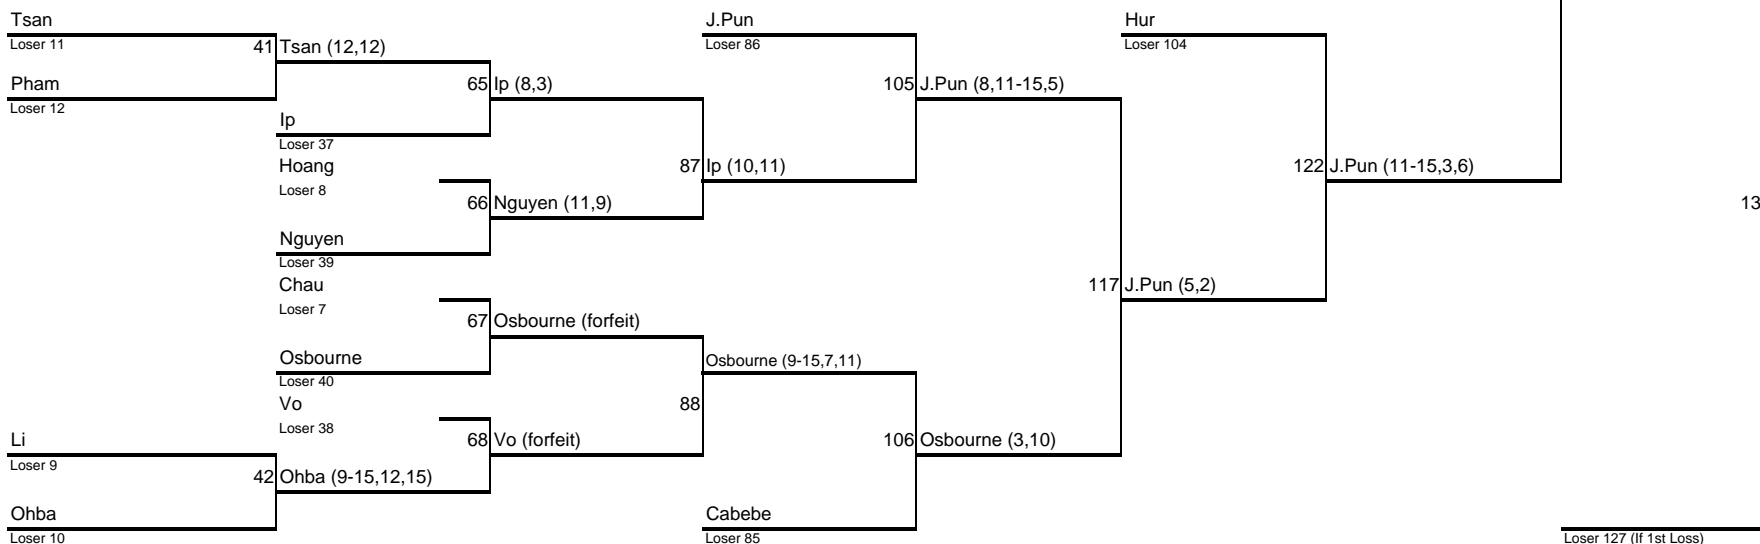 Tsan
J.Pun
Hur
Loser 11
41 Tsan (12,12)
Loser 86
Loser 104
Pham
65 Ip (8,3)
105 J.Pun (8,11-15,5)
Loser 12
Ip
Loser 37
Hoang
87 Ip (10,11)
122 J.Pun (11-15,3,6)
Loser 8
66 Nguyen (11,9)
13
Nguyen
Loser 39
Chau
117 J.Pun (5,2)
Loser 7
67 Osbourne (forfeit)
Osbourne
Osbourne (9-15,7,11)
Loser 40
Vo
88
Loser 38
Li
68 Vo (forfeit)
106 Osbourne (3,10)
Loser 9
42 Ohba (9-15,12,15)
Ohba
Cabebe
Loser 10
Loser 85
Loser 127 (If 1st Loss)